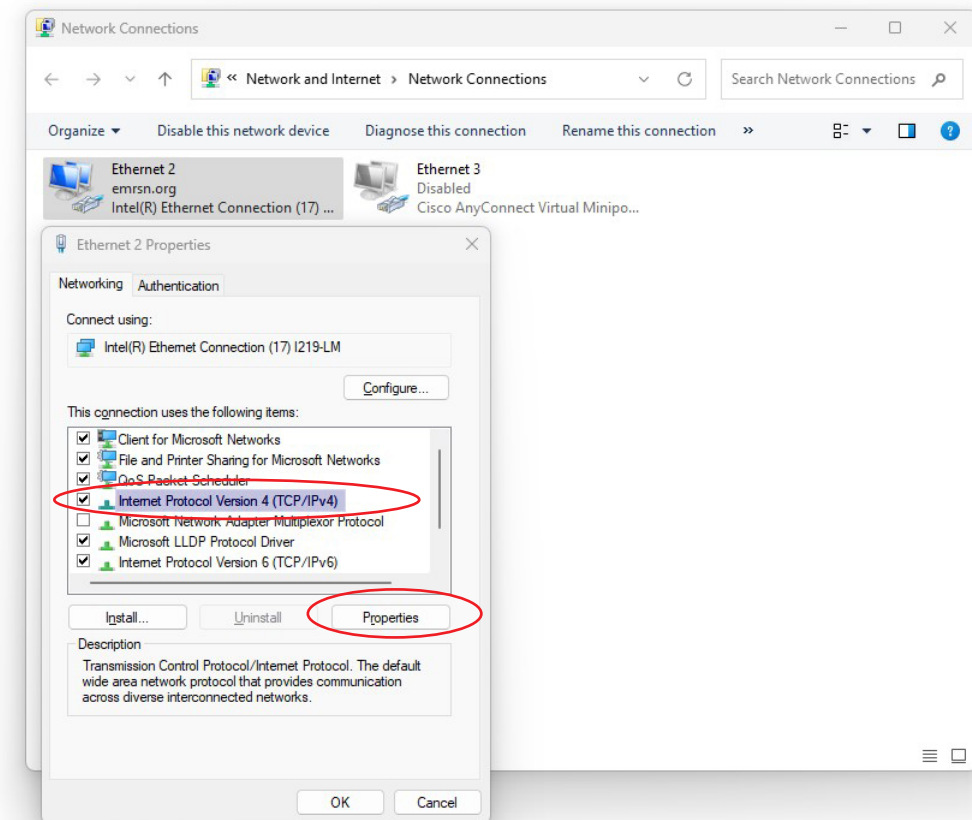 Network Connections
« Network and Internet > Network Connections
Search Network Connections
Organize
Disable this network device
Diagnose this connection
Rename this connection
»
?
Ethernet 2
emrsn.org
Intel(R) Ethernet Connection (17) ...
Ethernet 3
Disabled
Cisco AnyConnect Virtual Minipo...
Ethernet 2 Properties
Networking
Authentication
Connect using:
Intel(R) Ethernet Connection (17) I219-LM
Configure...
This connection uses the following items:
Client for Microsoft Networks
File and Printer Sharing for Microsoft Networks
QoS Packet Scheduler
Internet Protocol Version 4 (TCP/IPv4)
Microsoft Network Adapter Multiplexor Protocol
Microsoft LLDP Protocol Driver
Internet Protocol Version 6 (TCP/IPv6)
Install...
Uninstall
Properties
Description
Transmission Control Protocol/Internet Protocol. The default
wide area network protocol that provides communication
across diverse interconnected networks.
OK
Cancel